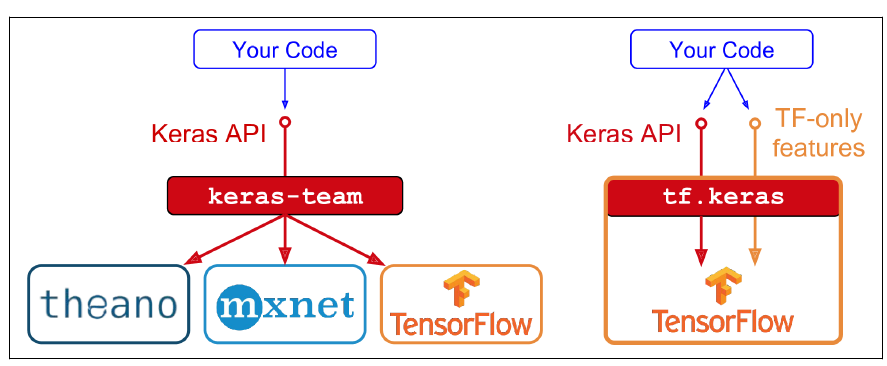 Your Code
Keras API
keras-team
theano
mxnet
TensorFlow
Your Code
Keras API
TF-only
features
tf.keras
TensorFlow